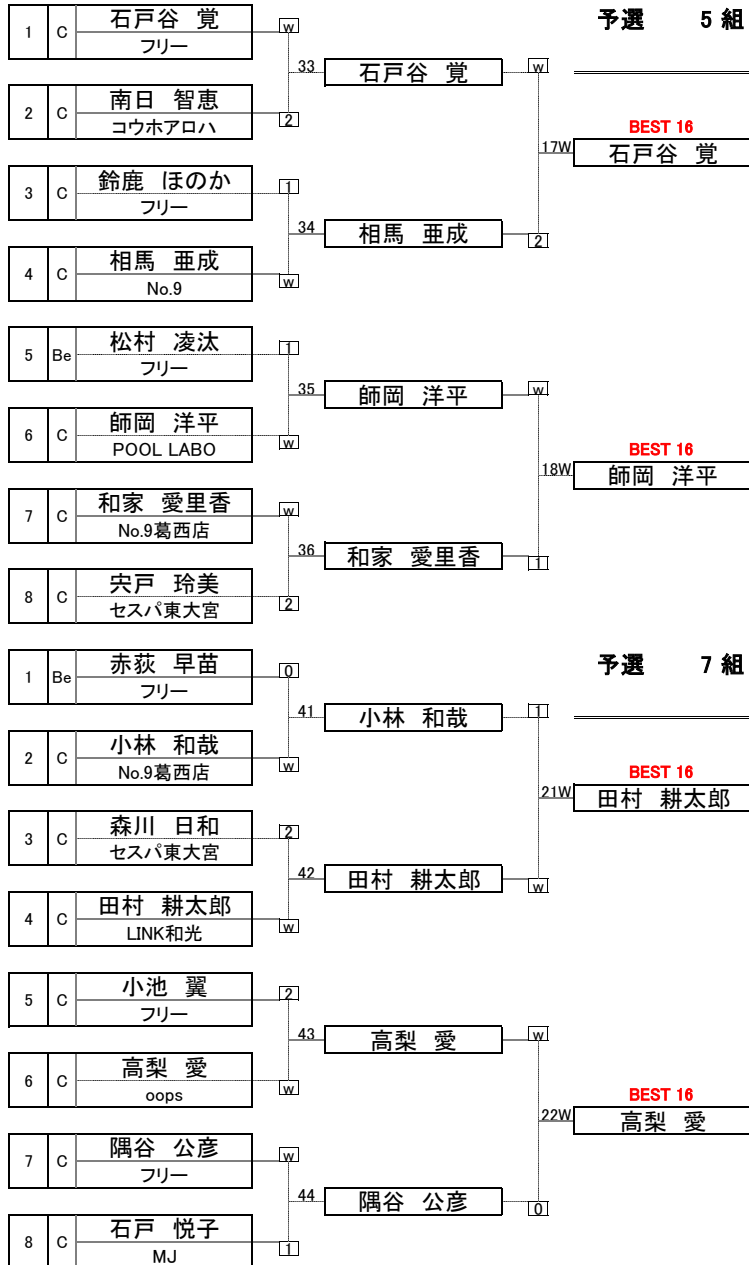 予選 5 組
1 C 石戸谷 覚 W
フリー
33 石戸谷 覚 W
2 C 南日 智恵 2
コウホアロハ
BEST 16
17W 石戸谷 覚
3 C 鈴鹿 ほのか 1
フリー
34 相馬 亜成 2
4 C 相馬 亜成 W
No.9
5 Be 松村 凌汰 1
フリー
35 師岡 洋平 W
6 C 師岡 洋平 W
POOL LABO
BEST 16
18W 師岡 洋平
7 C 和家 愛里香 W
No.9葛西店
36 和家 愛里香 1
8 C 宍戸 玲美 2
セスパ東大宮
予選 7 組
1 Be 赤荻 早苗 0
フリー
41 小林 和哉 1
2 C 小林 和哉 W
No.9葛西店
BEST 16
21W 田村 耕太郎
3 C 森川 日和 2
セスパ東大宮
42 田村 耕太郎 W
4 C 田村 耕太郎 W
LINK和光
5 C 小池 翼 2
フリー
43 高梨 愛 W
6 C 高梨 愛 W
oops
BEST 16
22W 高梨 愛
7 C 隅谷 公彦 W
フリー
44 隅谷 公彦 0
8 C 石戸 悦子 1
MJ